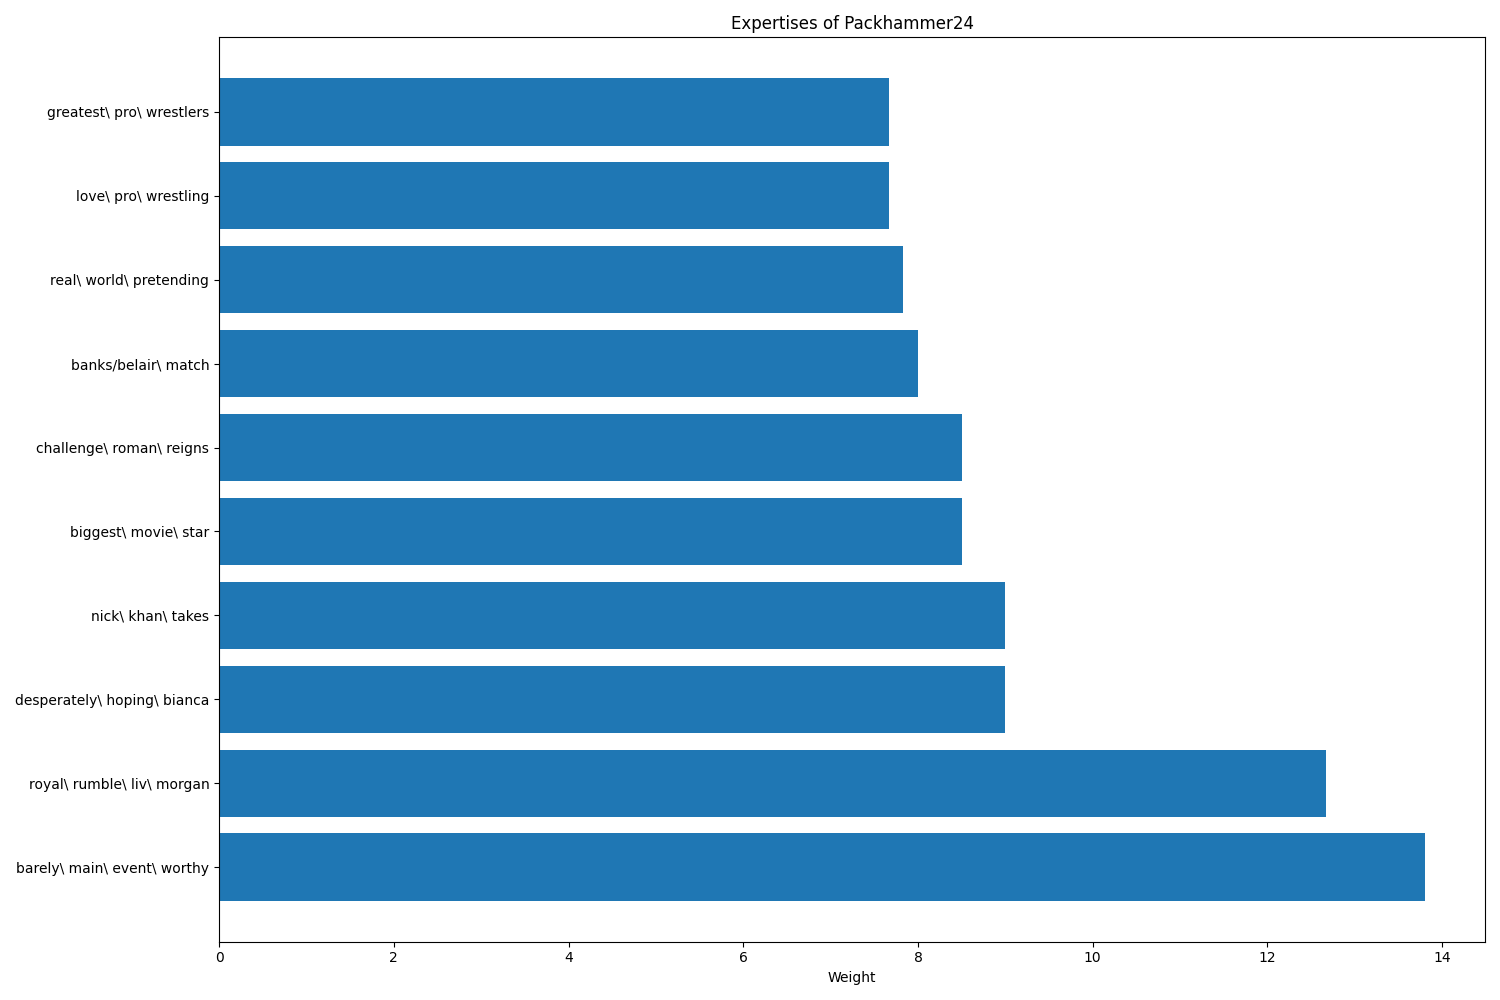 Expertises of Packhammer24
greatest\ pro\ wrestlers
love\ pro\ wrestling
real\ world\ pretending
banks/belair\ match
challenge\ roman\ reigns
biggest\ movie\ star
nick\ khan\ takes
desperately\ hoping\ bianca
royal\ rumble\ liv\ morgan
barely\ main\ event\ worthy
0 2 4 6 8 10 12 14
Weight